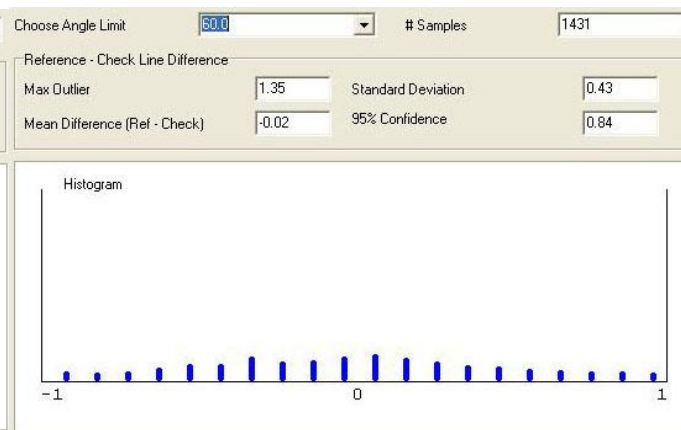 Choose Angle Limit 60.0 # Samples 1431
Reference - Check Line Difference
Max Outlier 1.35 Standard Deviation 0.43
Mean Difference (Ref - Check) -0.02 95% Confidence 0.84
Histogram
-1 0 1